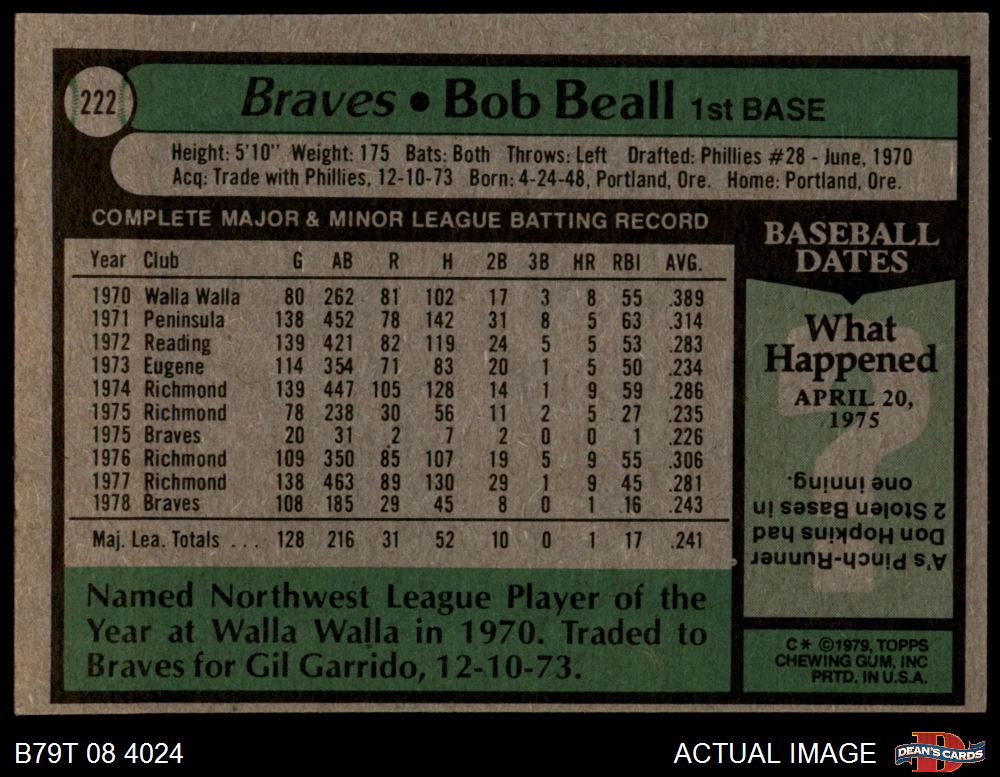 222
Braves • Bob Beall 1st BASE
Height: 5'10" Weight: 175 Bats: Both Throws: Left Drafted: Phillies #28 - June, 1970
Acq: Trade with Phillies, 12-10-73 Born: 4-24-48, Portland, Ore. Home: Portland, Ore.
COMPLETE MAJOR & MINOR LEAGUE BATTING RECORD
Year Club G AB R H 2B 3B HR RBI AVG.
1970 Walla Walla 80 262 81 102 17 3 8 55 .389
1971 Peninsula 138 452 78 142 31 8 5 63 .314
1972 Reading 139 421 82 119 24 5 5 53 .283
1973 Eugene 114 354 71 83 20 1 5 50 .234
1974 Richmond 139 447 105 128 14 1 9 59 .286
1975 Richmond 78 238 30 56 11 2 5 27 .235
1975 Braves 20 31 2 7 2 0 0 1 .226
1976 Richmond 109 350 85 107 19 5 9 55 .306
1977 Richmond 138 463 89 130 29 1 9 45 .281
1978 Braves 108 185 29 45 8 0 1 16 .243
Maj. Lea. Totals ... 128 216 31 52 10 0 1 17 .241
Named Northwest League Player of the
Year at Walla Walla in 1970. Traded to
Braves for Gil Garrido, 12-10-73.
BASEBALL
DATES
What
Happened
APRIL 20,
1975
A's Pinch-Runner
Don Hopkins had
2 Stolen Bases in
one inning.
C* ©1979, TOPPS
CHEWING GUM, INC
PRTD. IN U.S.A.
B79T 08 4024
ACTUAL IMAGE
D
DEAN'S CARDS